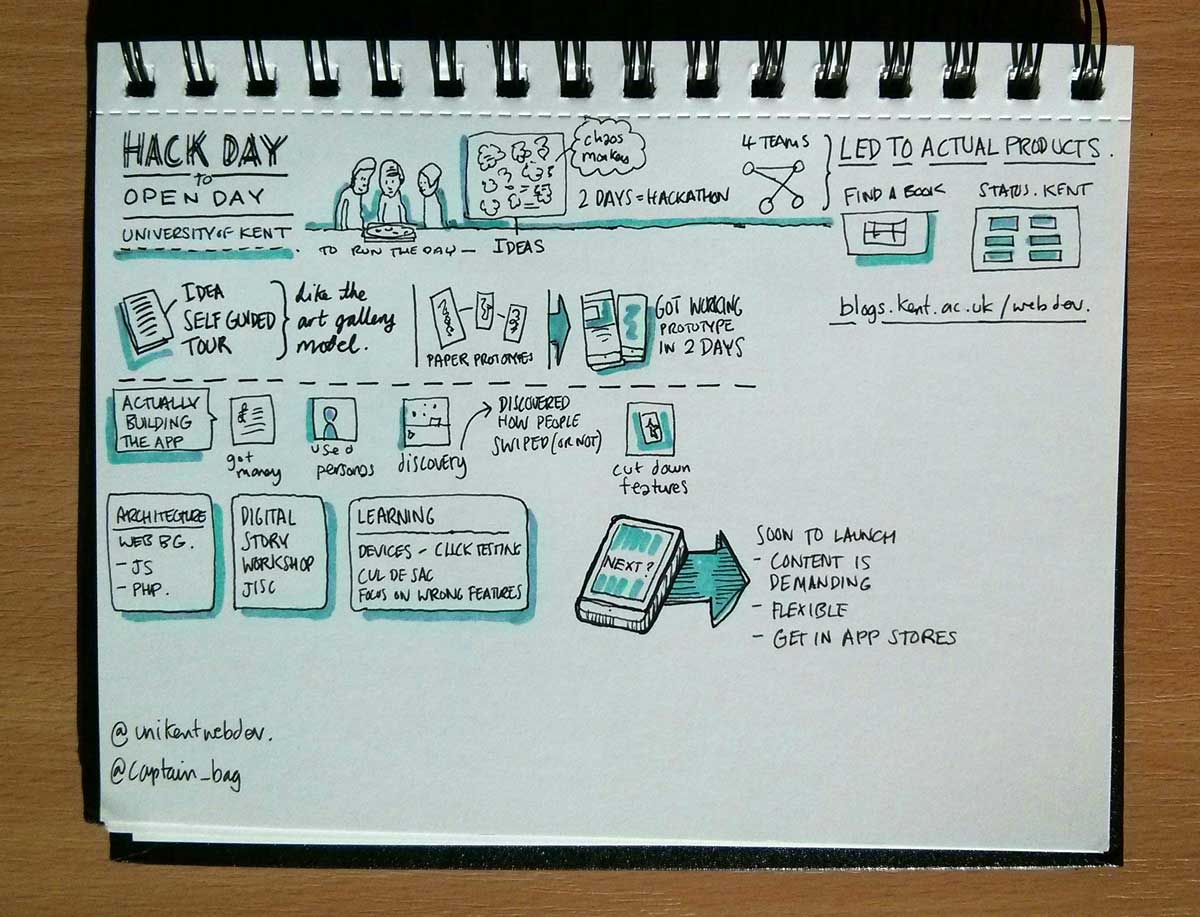 HACK DAY
TO
OPEN DAY
UNIVERSITY OF KENT
TO RUN THE DAY —
IDEAS
chaos
monkey
2 DAYS = HACKATHON
4 TEAMS
LED TO ACTUAL PRODUCTS.
FIND A BOOK
STATUS.KENT
blogs.kent.ac.uk/webdev.
IDEA
SELF GUIDED
TOUR
Like the
art gallery
model.
PAPER PROTOTYPES
GOT WORKING
PROTOTYPE
IN 2 DAYS
ACTUALLY
BUILDING
THE APP
got
money
used
personas
discovery
DISCOVERED
HOW PEOPLE
SWIPED (OR NOT)
cut down
features
ARCHITECTURE
WEB BG.
- JS
- PHP.
DIGITAL
STORY
WORKSHOP
JISC
LEARNING
DEVICES - CLICK TESTING
CUL DE SAC
FOCUS ON WRONG FEATURES
NEXT?
SOON TO LAUNCH
- CONTENT IS
DEMANDING
- FLEXIBLE
- GET IN APP STORES
@unikentwebdev.
@captain_bag